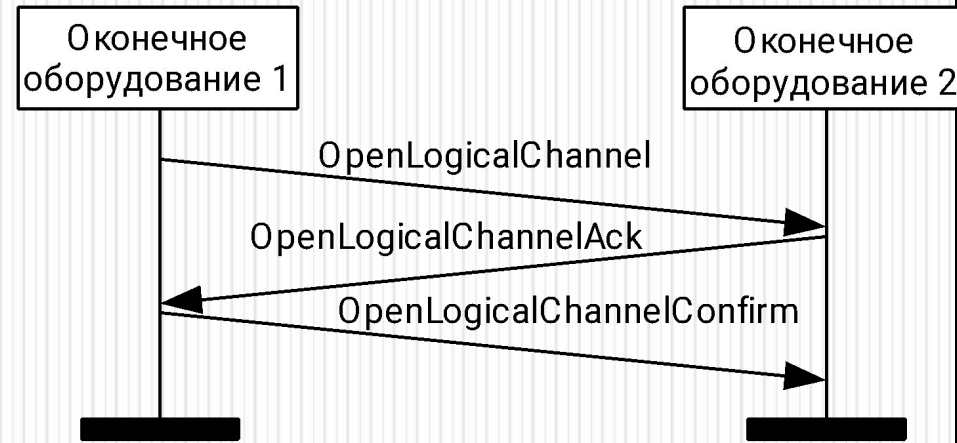 Оконечное
оборудование 1
Оконечное
оборудование 2
OpenLogicalChannel
OpenLogicalChannelAck
OpenLogicalChannelConfirm